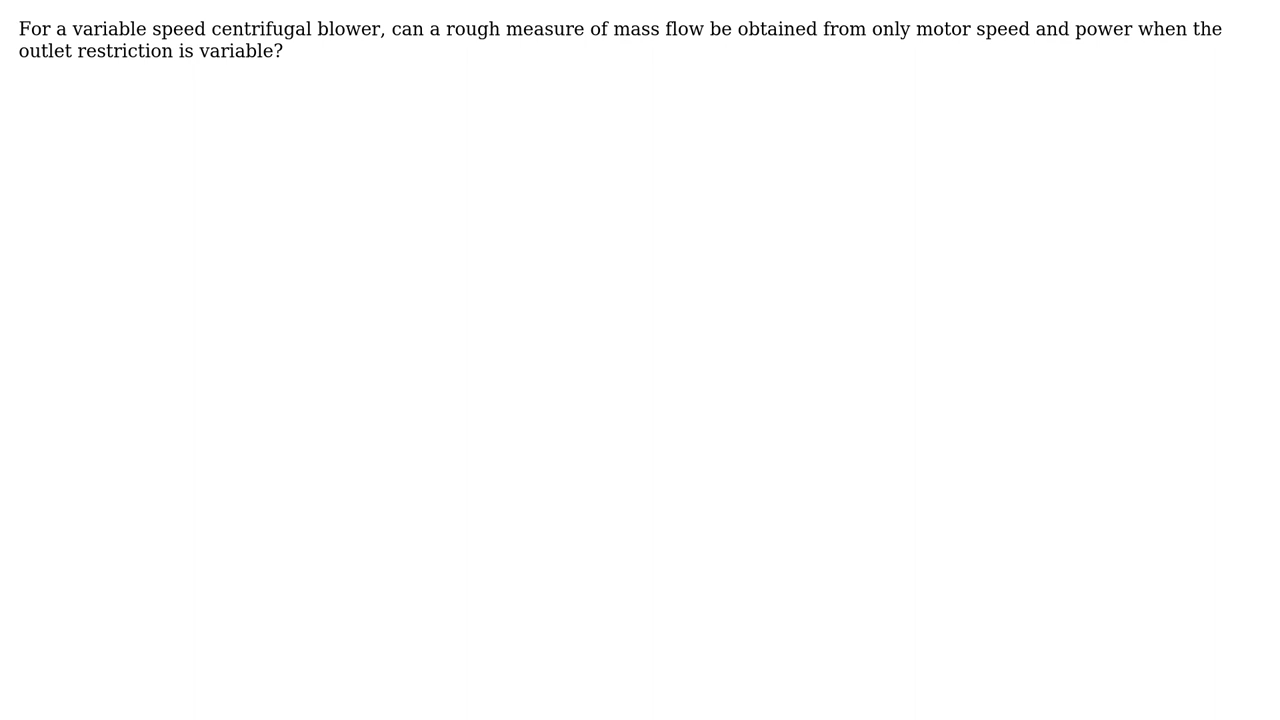 For a variable speed centrifugal blower, can a rough measure of mass flow be obtained from only motor speed and power when the
outlet restriction is variable?